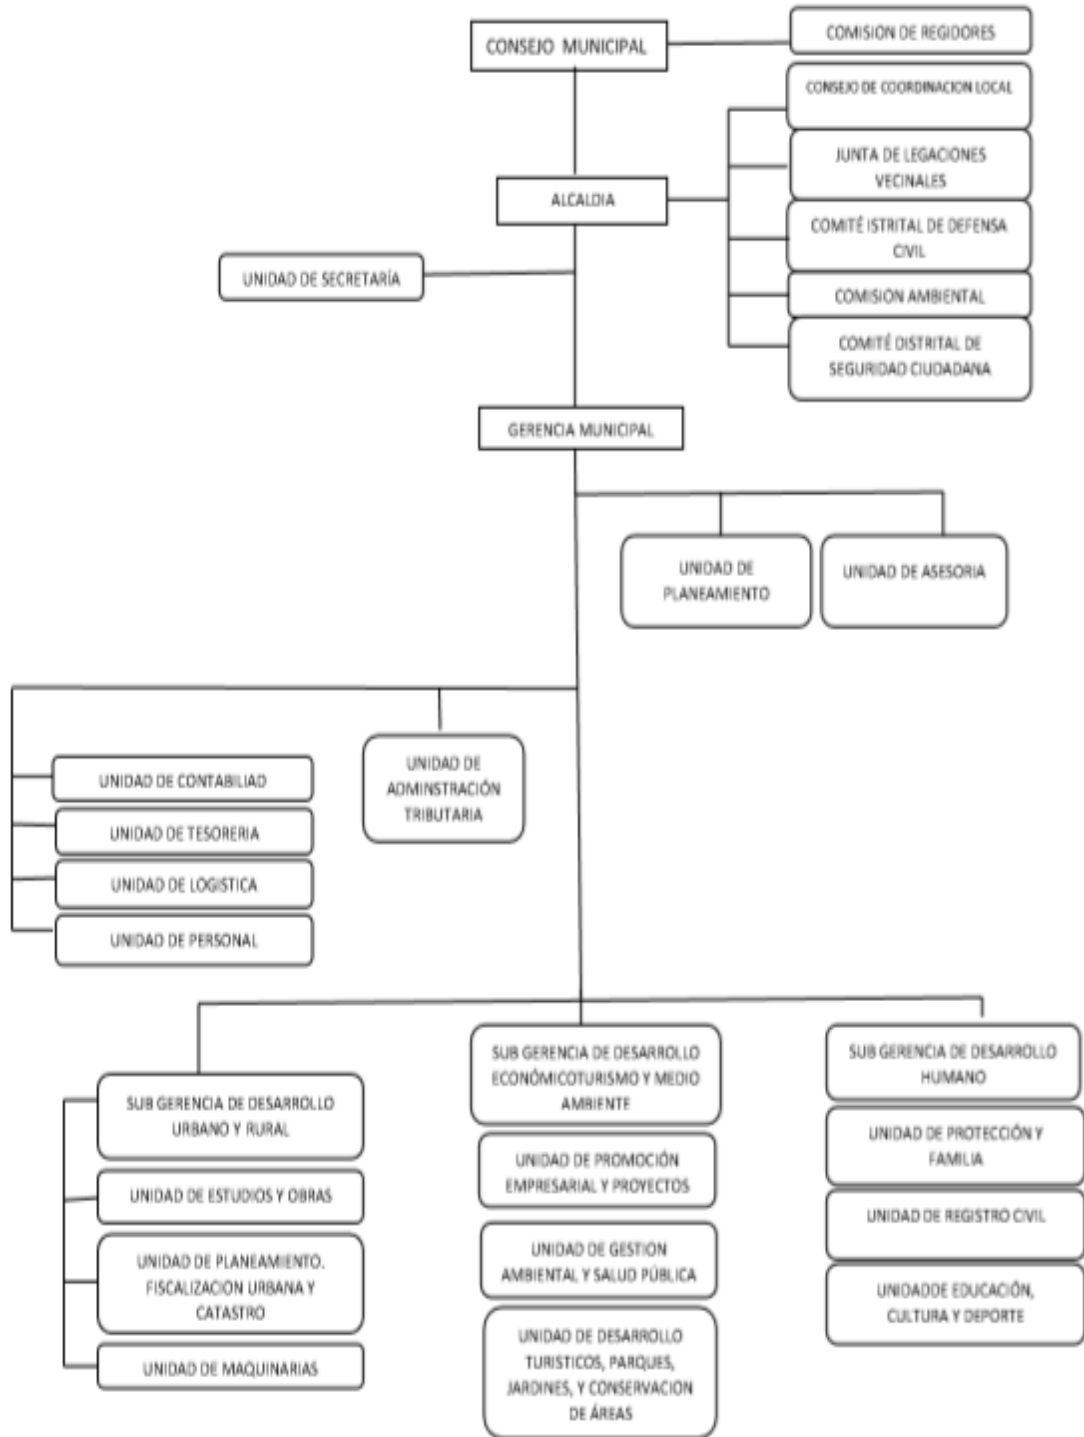 CONSEJO MUNICIPAL
COMISION DE REGIDORES
CONSEJO DE COORDINACION LOCAL
JUNTA DE LEGACIONES
VECINALES
ALCALDIA
COMITÉ ISTRITAL DE DEFENSA
CIVIL
UNIDAD DE SECRETARÍA
COMISION AMBIENTAL
COMITÉ DISTRITAL DE
SEGURIDAD CIUDADANA
GERENCIA MUNICIPAL
UNIDAD DE
PLANEAMIENTO
UNIDAD DE ASESORIA
UNIDAD DE CONTABILIAD
UNIDAD DE TESORERIA
UNIDAD DE LOGISTICA
UNIDAD DE PERSONAL
UNIDAD DE
ADMINSTRACIÓN
TRIBUTARIA
SUB GERENCIA DE DESARROLLO
URBANO Y RURAL
UNIDAD DE ESTUDIOS Y OBRAS
UNIDAD DE PLANEAMIENTO.
FISCALIZACION URBANA Y
CATASTRO
UNIDAD DE MAQUINARIAS
SUB GERENCIA DE DESARROLLO
ECONÓMICOTURISMO Y MEDIO
AMBIENTE
UNIDAD DE PROMOCIÓN
EMPRESARIAL Y PROYECTOS
UNIDAD DE GESTION
AMBIENTAL Y SALUD PÚBLICA
UNIDAD DE DESARROLLO
TURISTICOS, PARQUES,
JARDINES, Y CONSERVACION
DE ÁREAS
SUB GERENCIA DE DESARROLLO
HUMANO
UNIDAD DE PROTECCIÓN Y
FAMILIA
UNIDAD DE REGISTRO CIVIL
UNIDADDE EDUCACIÓN,
CULTURA Y DEPORTE